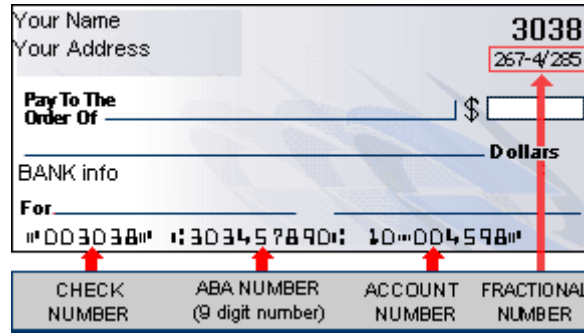 Your Name
3038
Your Address
267-4/285
Pay To The
Order Of
$
Dollars
BANK info
For
⑈003038⑈ ⑆303457890⑆ 10⑉004598⑈
CHECK
NUMBER
ABA NUMBER
(9 digit number)
ACCOUNT
NUMBER
FRACTIONAL
NUMBER